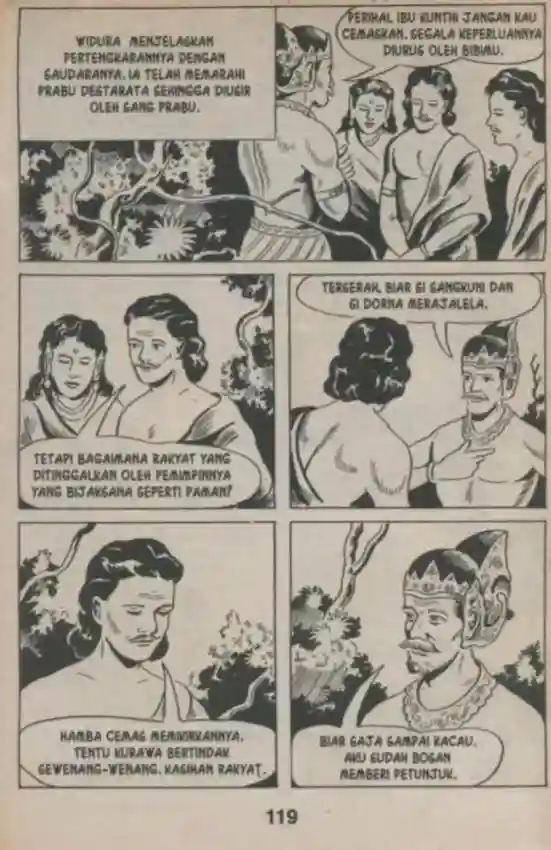 WIDURA MENJELASKAN
PERTENGKARANNYA DENGAN
SAUDARANYA. IA TELAH MEMARAHI
PRABU DESTARATA SEHINGGA DIUSIR
OLEH SANG PRABU.
PERIHAL IBU KUNTHI JANGAN KAU
CEMASKAN. SEGALA KEPERLUANNYA
DIURUS OLEH BIBIMU.
TETAPI BAGAIMANA RAKYAT YANG
DITINGGALKAN OLEH PEMIMPINNYA
YANG BIJAKSANA SEPERTI PAMAN?
TERSERAH. BIAR SI SANGKUNI DAN
SI DORNA MERAJALELA.
HAMBA CEMAS MEMIKIRKANNYA.
TENTU KURAWA BERTINDAK
SEWENANG-WENANG. KASIHAN RAKYAT.
BIAR SAJA SAMPAI KACAU.
AKU SUDAH BOSAN
MEMBERI PETUNJUK.
119